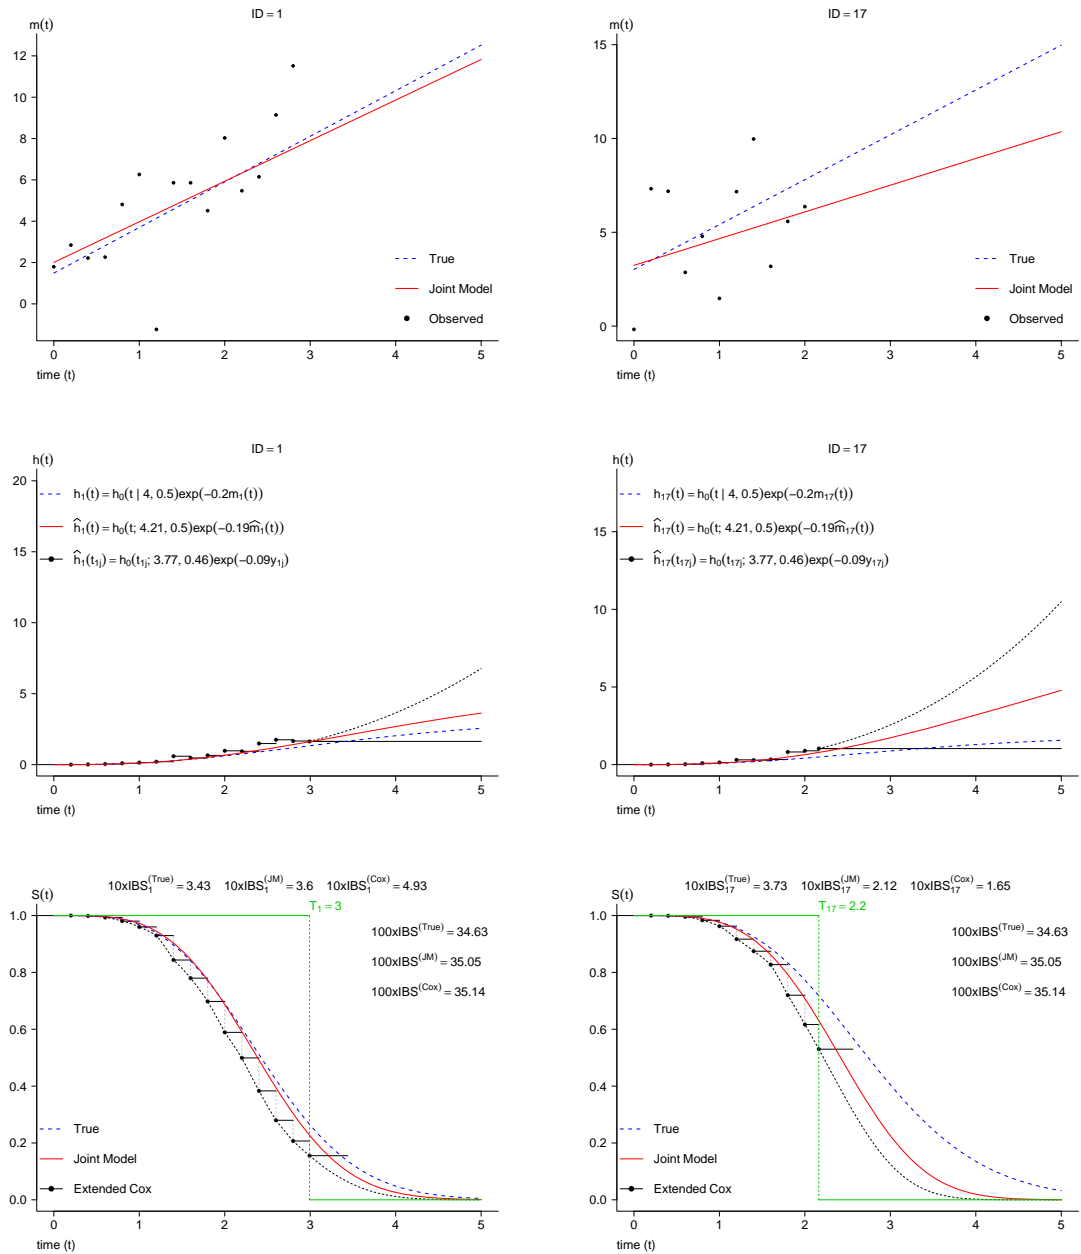 ID = 1
m(t)
12
10
8
6
4
2
0
True
Joint Model
Observed
0 1 2 3 4 5
time (t)
ID = 17
m(t)
15
10
5
0
True
Joint Model
Observed
0 1 2 3 4 5
time (t)
ID = 1
h(t)
20
15
10
5
0
h₁(t) = h₀(t | 4, 0.5)exp(−0.2m₁(t))
ĥ₁(t) = h₀(t; 4.21, 0.5)exp(−0.19m̂₁(t))
ĥ₁(t₁ⱼ) = h₀(t₁ⱼ; 3.77, 0.46)exp(−0.09y₁ⱼ)
0 1 2 3 4 5
time (t)
ID = 17
h(t)
15
10
5
0
h₁₇(t) = h₀(t | 4, 0.5)exp(−0.2m₁₇(t))
ĥ₁₇(t) = h₀(t; 4.21, 0.5)exp(−0.19m̂₁₇(t))
ĥ₁₇(t₁₇ⱼ) = h₀(t₁₇ⱼ; 3.77, 0.46)exp(−0.09y₁₇ⱼ)
0 1 2 3 4 5
time (t)
10xIBS₁^(True) = 3.43 10xIBS₁^(JM) = 3.6 10xIBS₁^(Cox) = 4.93
S(t)
T₁ = 3
1.0
0.8
0.6
0.4
0.2
0.0
100xIBS^(True) = 34.63
100xIBS^(JM) = 35.05
100xIBS^(Cox) = 35.14
True
Joint Model
Extended Cox
0 1 2 3 4 5
time (t)
10xIBS₁₇^(True) = 3.73 10xIBS₁₇^(JM) = 2.12 10xIBS₁₇^(Cox) = 1.65
S(t)
T₁₇ = 2.2
1.0
0.8
0.6
0.4
0.2
0.0
100xIBS^(True) = 34.63
100xIBS^(JM) = 35.05
100xIBS^(Cox) = 35.14
True
Joint Model
Extended Cox
0 1 2 3 4 5
time (t)